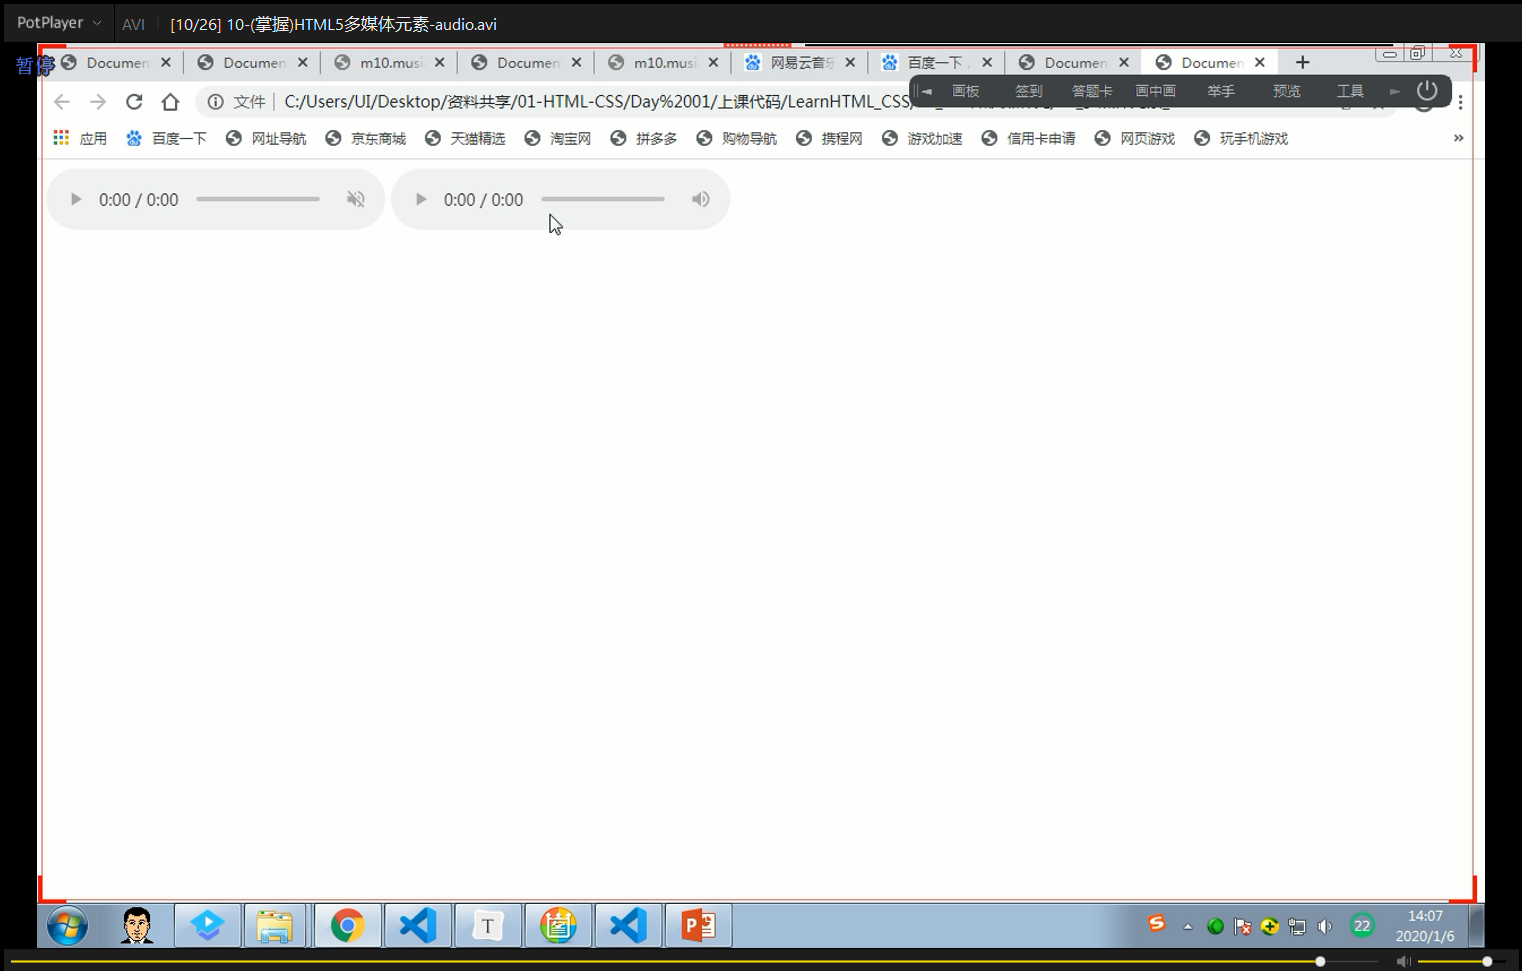 PotPlayer AVI [10/26] 10-(掌握)HTML5多媒体元素-audio.avi
暂停
Documen Documen m10.musi Documen m10.musi 网易云音乐 百度一下， Documen Documen
画板 签到 答题卡 画中画 举手 预览 工具
文件 C:/Users/UI/Desktop/资料共享/01-HTML-CSS/Day%2001/上课代码/LearnHTML_CSS/
应用 百度一下 网址导航 京东商城 天猫精选 淘宝网 拼多多 购物导航 携程网 游戏加速 信用卡申请 网页游戏 玩手机游戏 »
0:00 / 0:00 0:00 / 0:00
T
P
S
22
14:07
2020/1/6